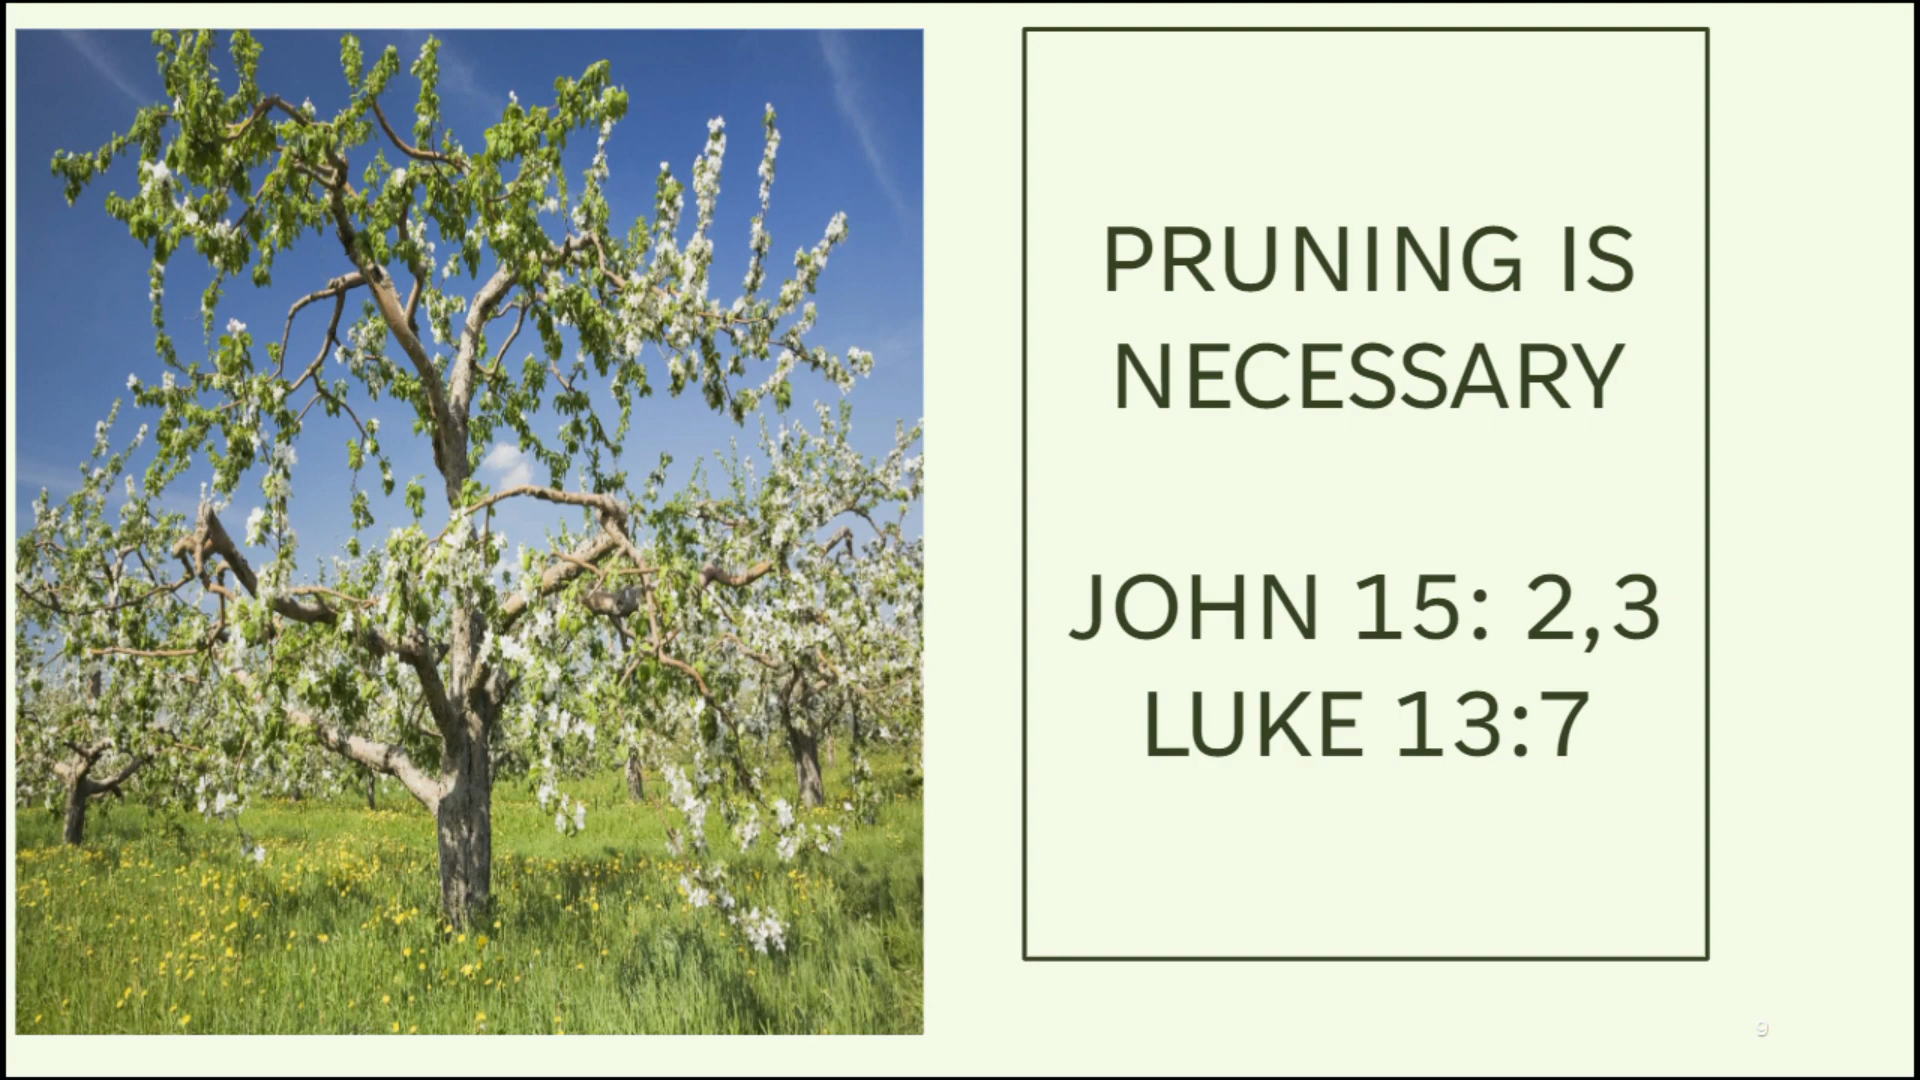 PRUNING IS
NECESSARY
JOHN 15: 2,3
LUKE 13:7
9